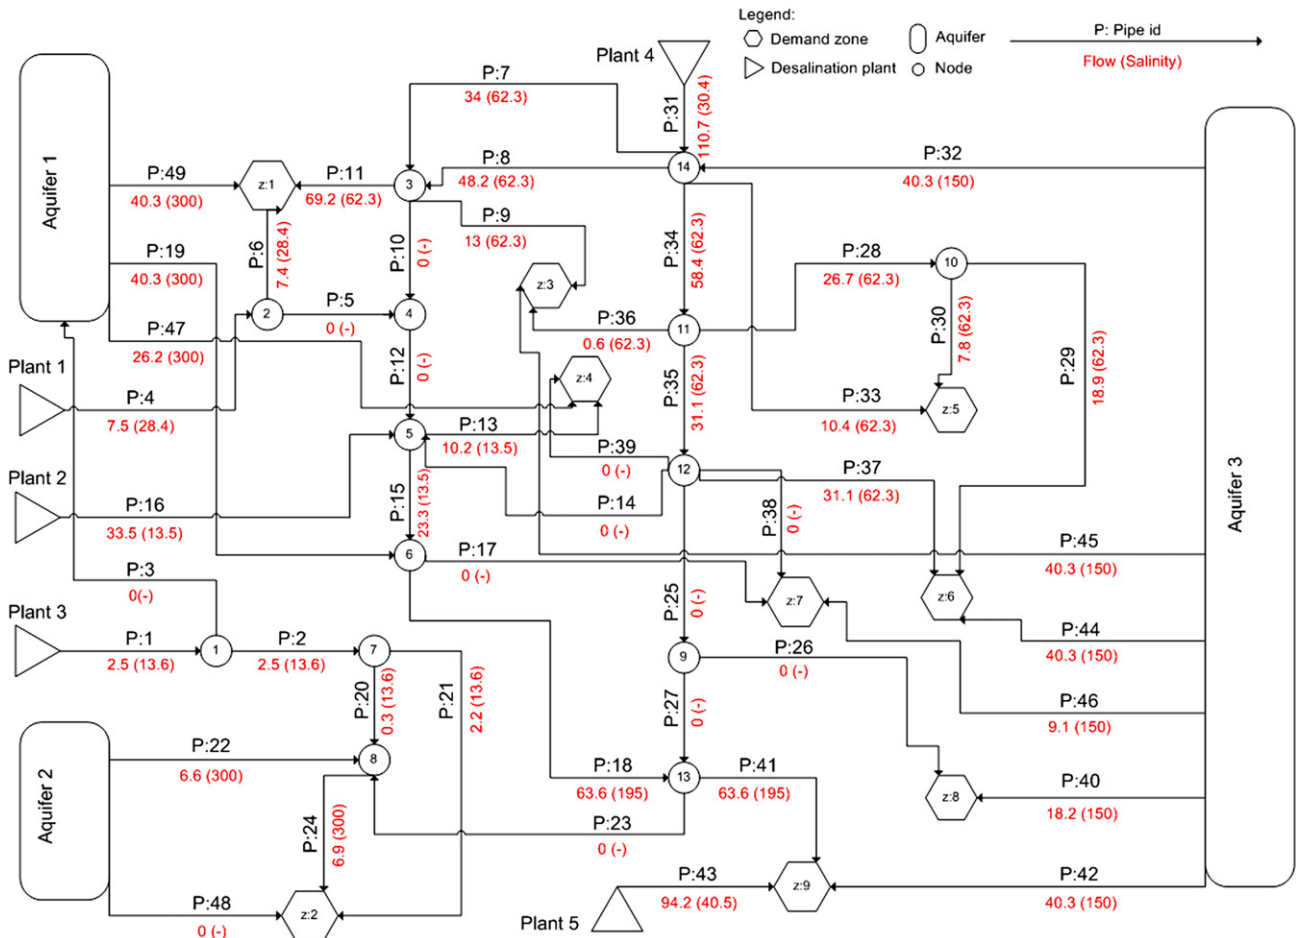 Legend:
Demand zone
Aquifer
P: Pipe id
Desalination plant
Node
Flow (Salinity)
Plant 4
P:7
34 (62.3)
P:31
110.7 (30.4)
Aquifer 1
P:49
40.3 (300)
z:1
P:11
69.2 (62.3)
3
P:8
48.2 (62.3)
14
P:32
40.3 (150)
P:9
13 (62.3)
P:19
40.3 (300)
P:6
7.4 (28.4)
P:10
0 (-)
z:3
P:34
58.4 (62.3)
P:28
26.7 (62.3)
10
2
P:5
0 (-)
4
P:36
0.6 (62.3)
11
P:30
7.8 (62.3)
P:29
18.9 (62.3)
P:47
26.2 (300)
P:12
0 (-)
z:4
P:35
31.1 (62.3)
Plant 1
P:4
7.5 (28.4)
P:33
10.4 (62.3)
z:5
5
P:13
10.2 (13.5)
P:39
0 (-)
12
P:37
31.1 (62.3)
Aquifer 3
Plant 2
P:16
33.5 (13.5)
P:15
23.3 (13.5)
P:14
0 (-)
P:38
0 (-)
6
P:17
0 (-)
P:45
40.3 (150)
P:3
0(-)
z:7
z:6
Plant 3
P:1
2.5 (13.6)
1
P:2
2.5 (13.6)
7
P:25
0 (-)
P:44
40.3 (150)
9
P:26
0 (-)
P:20
0.3 (13.6)
P:21
2.2 (13.6)
P:27
0 (-)
P:46
9.1 (150)
Aquifer 2
P:22
6.6 (300)
8
P:18
63.6 (195)
13
P:41
63.6 (195)
z:8
P:40
18.2 (150)
P:24
6.9 (300)
P:23
0 (-)
P:48
0 (-)
z:2
Plant 5
P:43
94.2 (40.5)
z:9
P:42
40.3 (150)